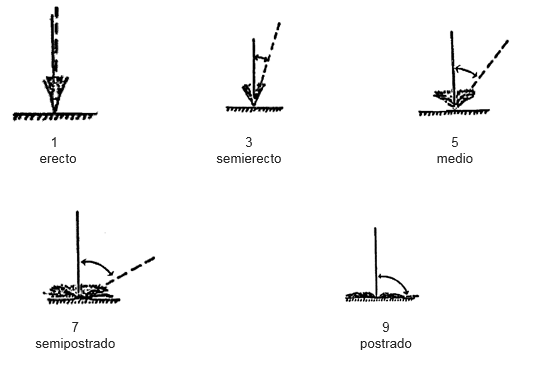 1
erecto
3
semierecto
5
medio
7
semipostrado
9
postrado